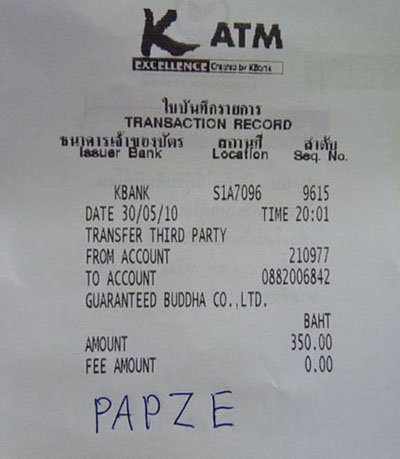 K ATM
EXCELLENCE Created by KBank
ใบบันทึกรายการ
TRANSACTION RECORD
ธนาคารเจ้าของบัตร สถานที่ ลำดับ
Issuer Bank Location Seq. No.
KBANK S1A7096 9615
DATE 30/05/10 TIME 20:01
TRANSFER THIRD PARTY
FROM ACCOUNT 210977
TO ACCOUNT 0882006842
GUARANTEED BUDDHA CO.,LTD.
BAHT
AMOUNT 350.00
FEE AMOUNT 0.00
PAPZE